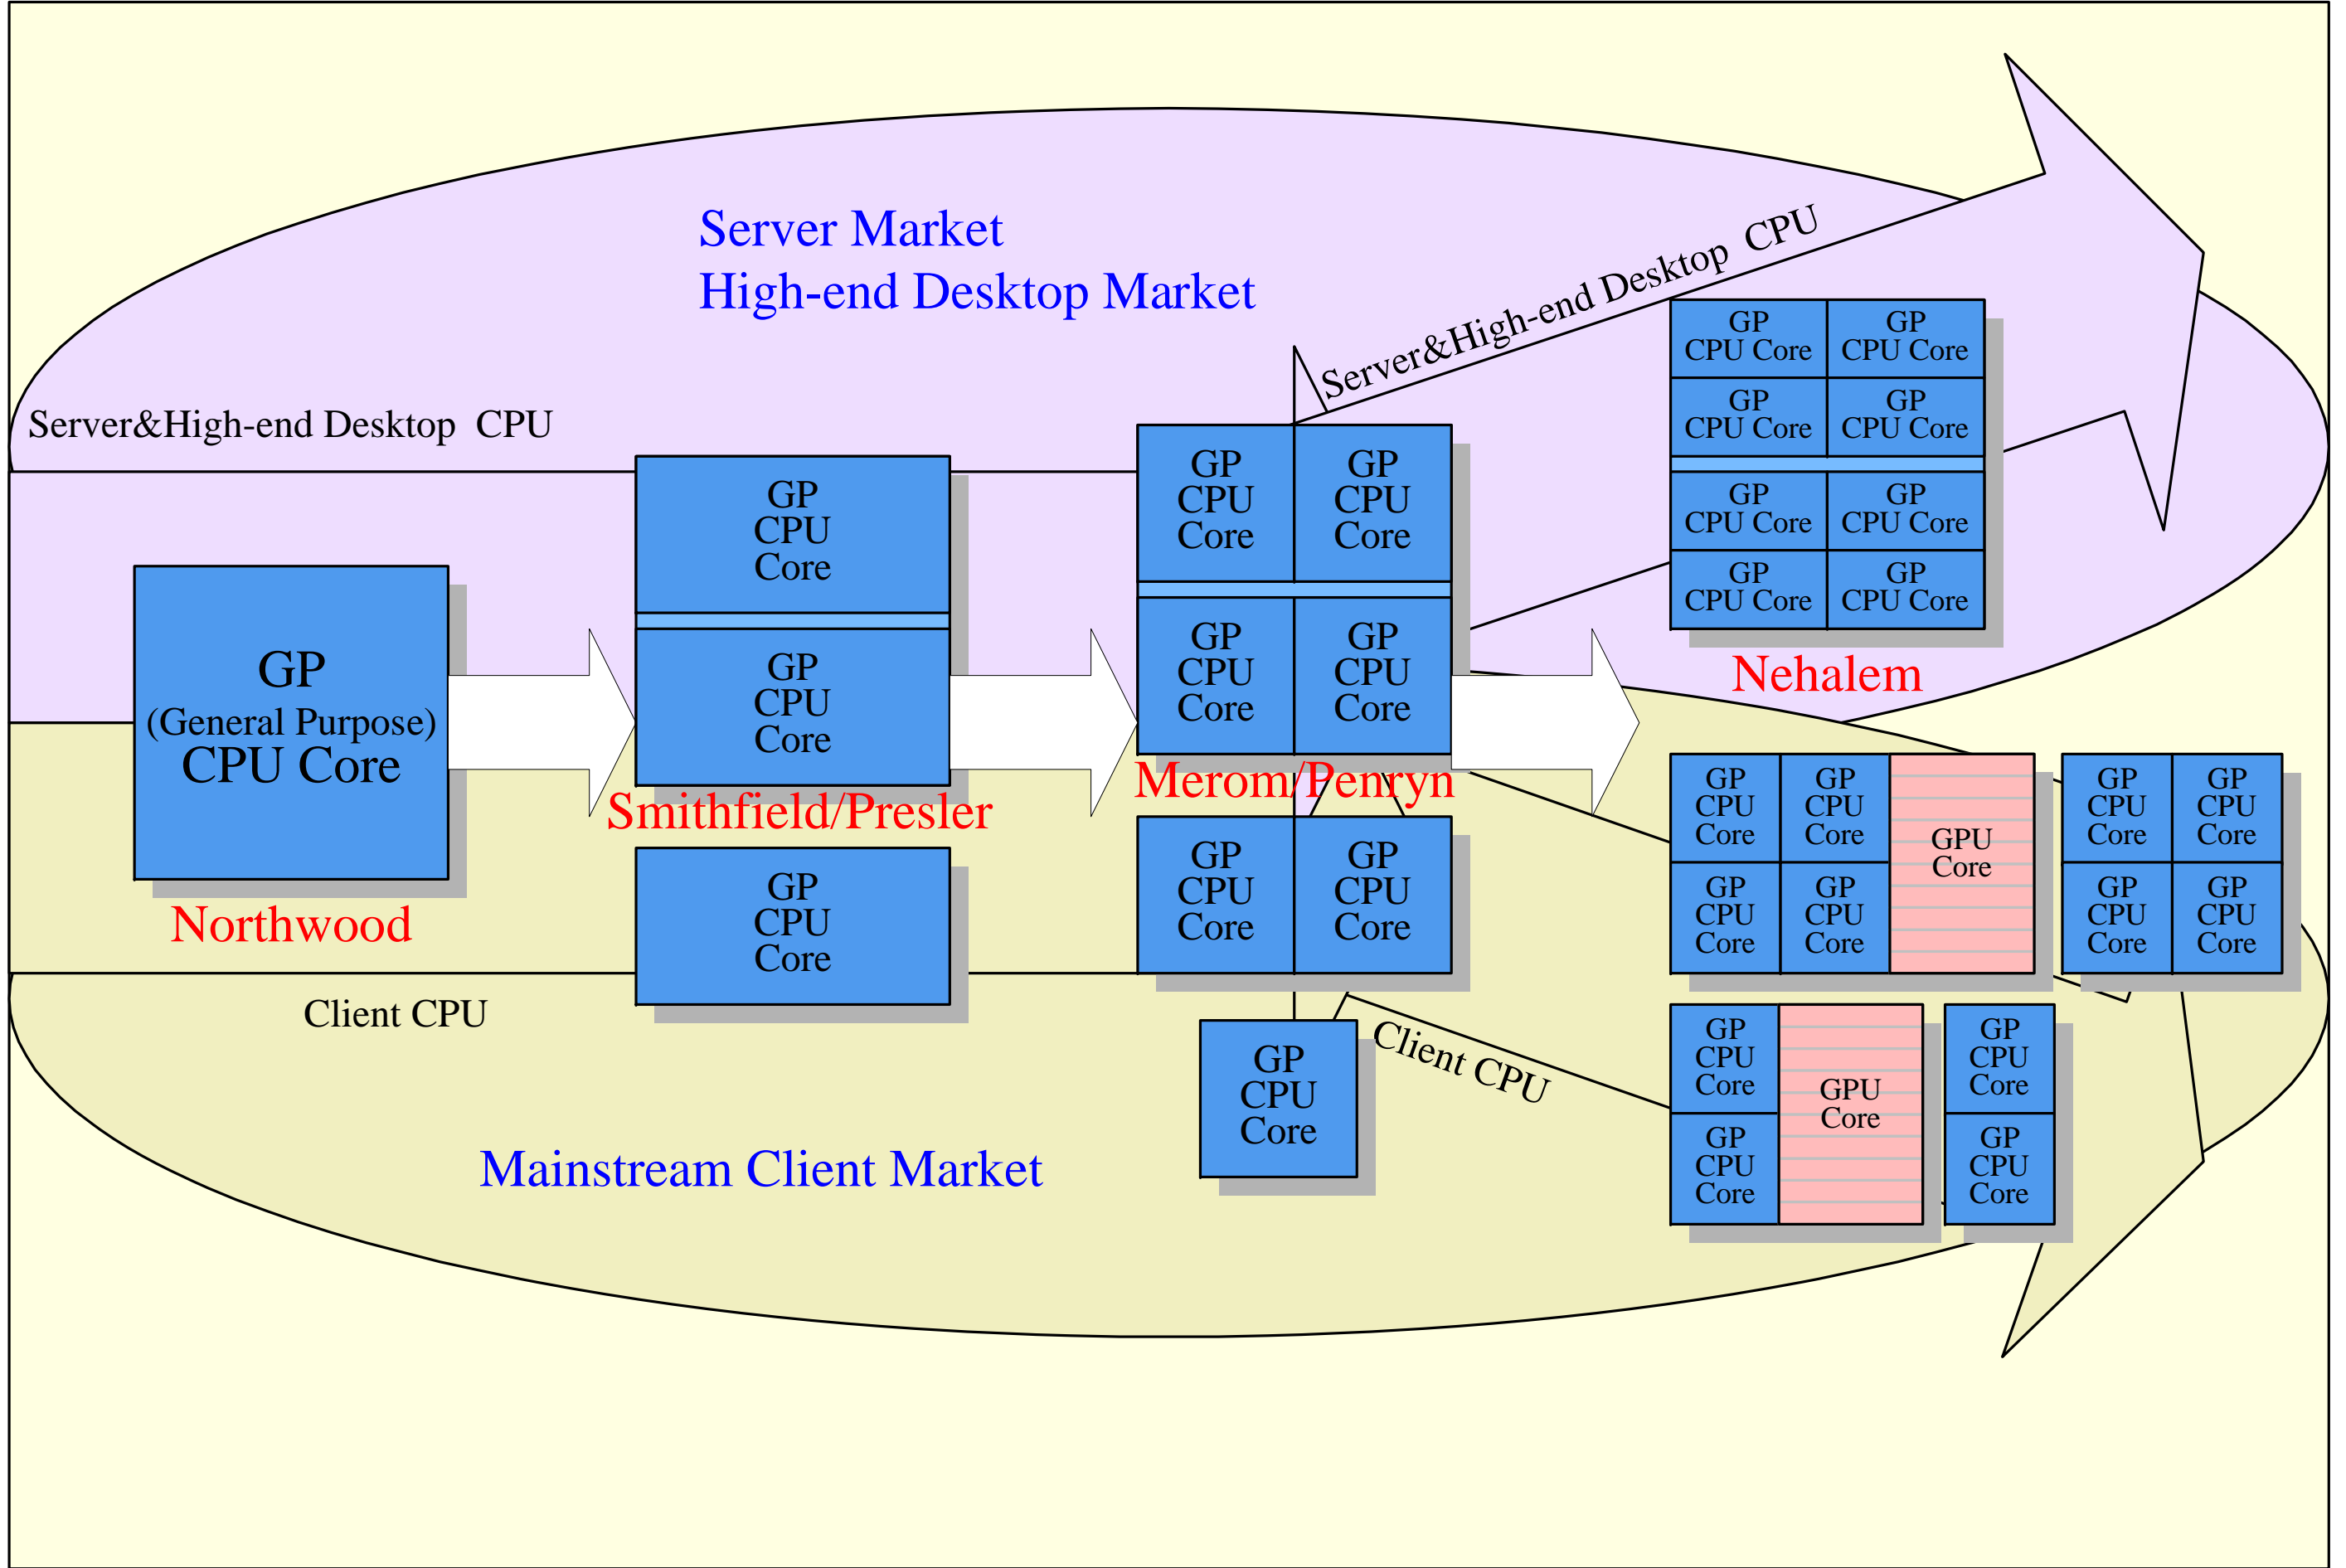 Server Market
High-end Desktop Market
Server&High-end Desktop  CPU
Server&High-end Desktop  CPU
GP
(General Purpose)
CPU Core
Northwood
GP
CPU
Core
GP
CPU
Core
Smithfield/Presler
GP
CPU
Core
GP
CPU
Core
GP
CPU
Core
GP
CPU
Core
GP
CPU
Core
Merom/Penryn
GP
CPU
Core
GP
CPU
Core
GP
CPU
Core
GP
CPU Core
GP
CPU Core
GP
CPU Core
GP
CPU Core
GP
CPU Core
GP
CPU Core
GP
CPU Core
GP
CPU Core
Nehalem
GP
CPU
Core
GP
CPU
Core
GP
CPU
Core
GP
CPU
Core
GPU
Core
GP
CPU
Core
GP
CPU
Core
GP
CPU
Core
GP
CPU
Core
GP
CPU
Core
GP
CPU
Core
GPU
Core
GP
CPU
Core
GP
CPU
Core
Client CPU
Client CPU
Mainstream Client Market